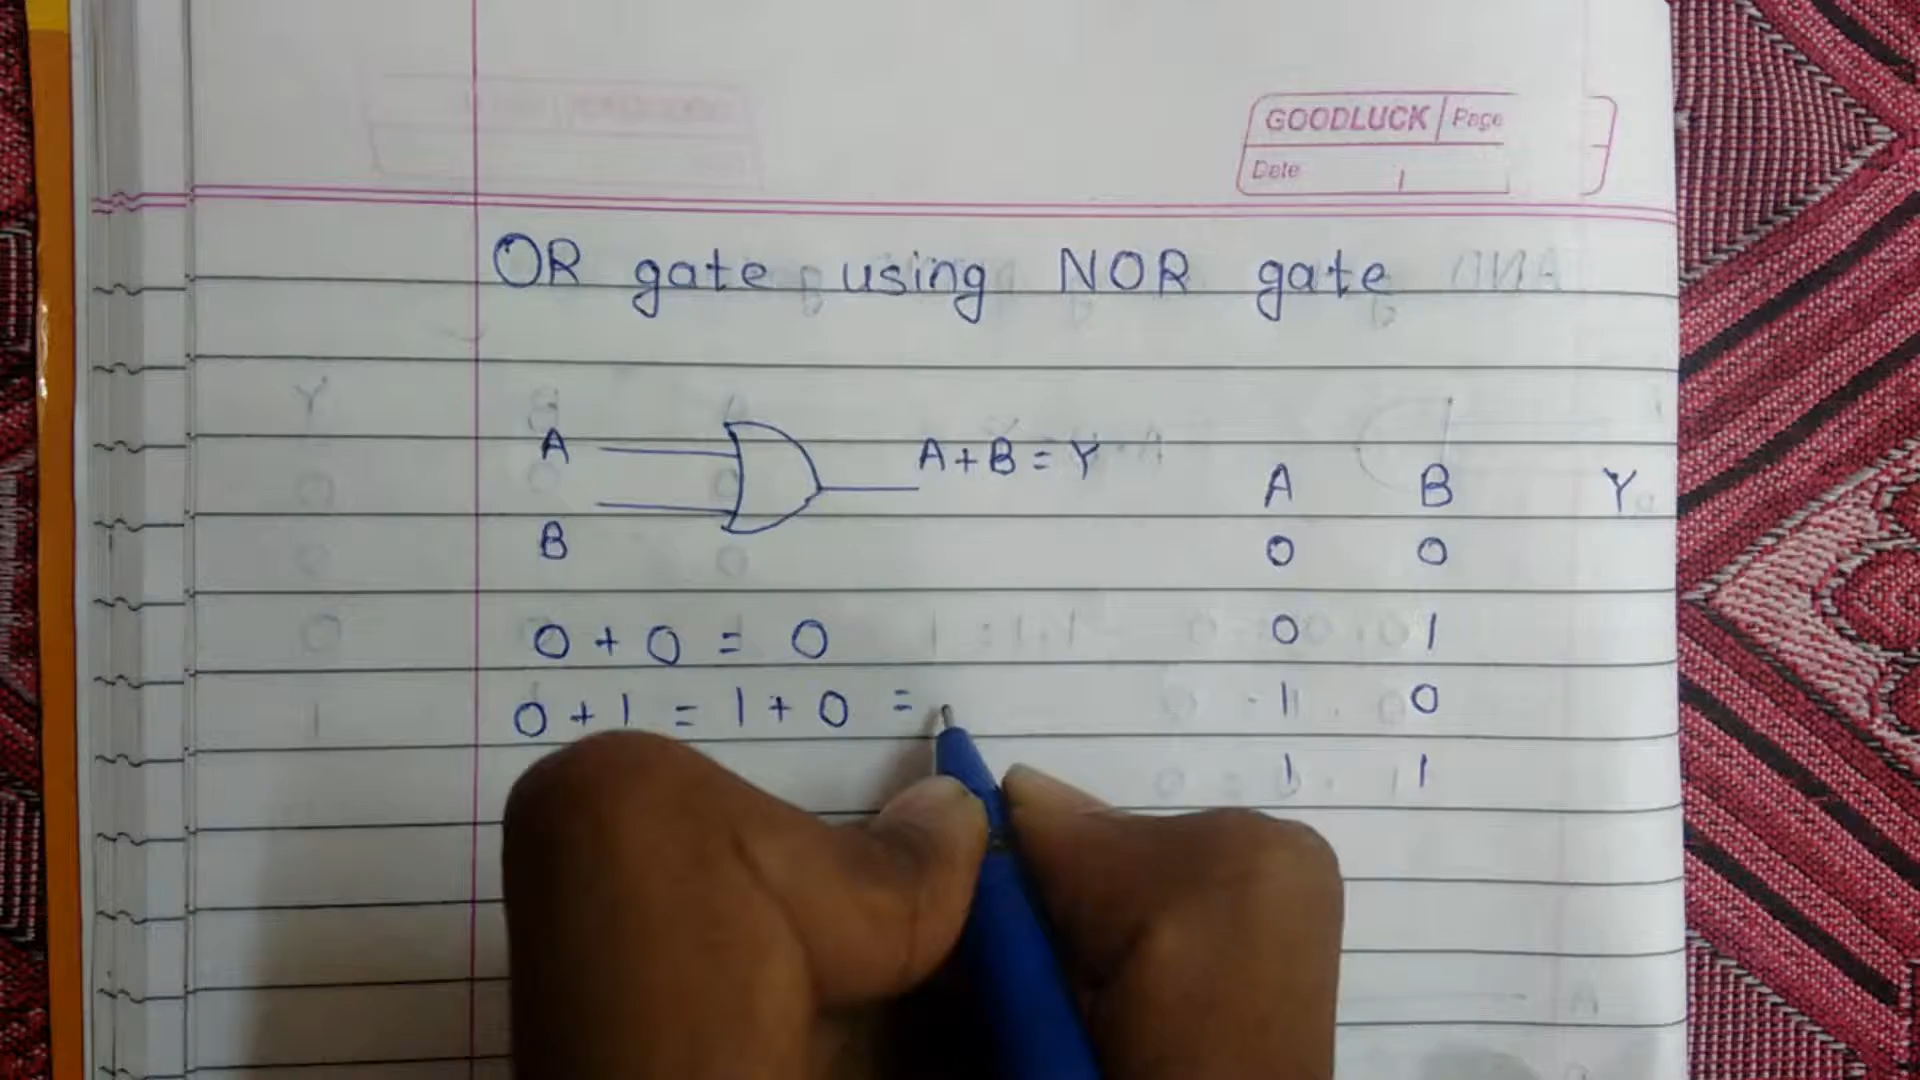 GOODLUCK Page
Date
OR gate using NOR gate
A
A+B=Y
B
A B Y
0 0
0 1
1 0
1 1
0 + 0 = 0
0 + 1 = 1 + 0 =